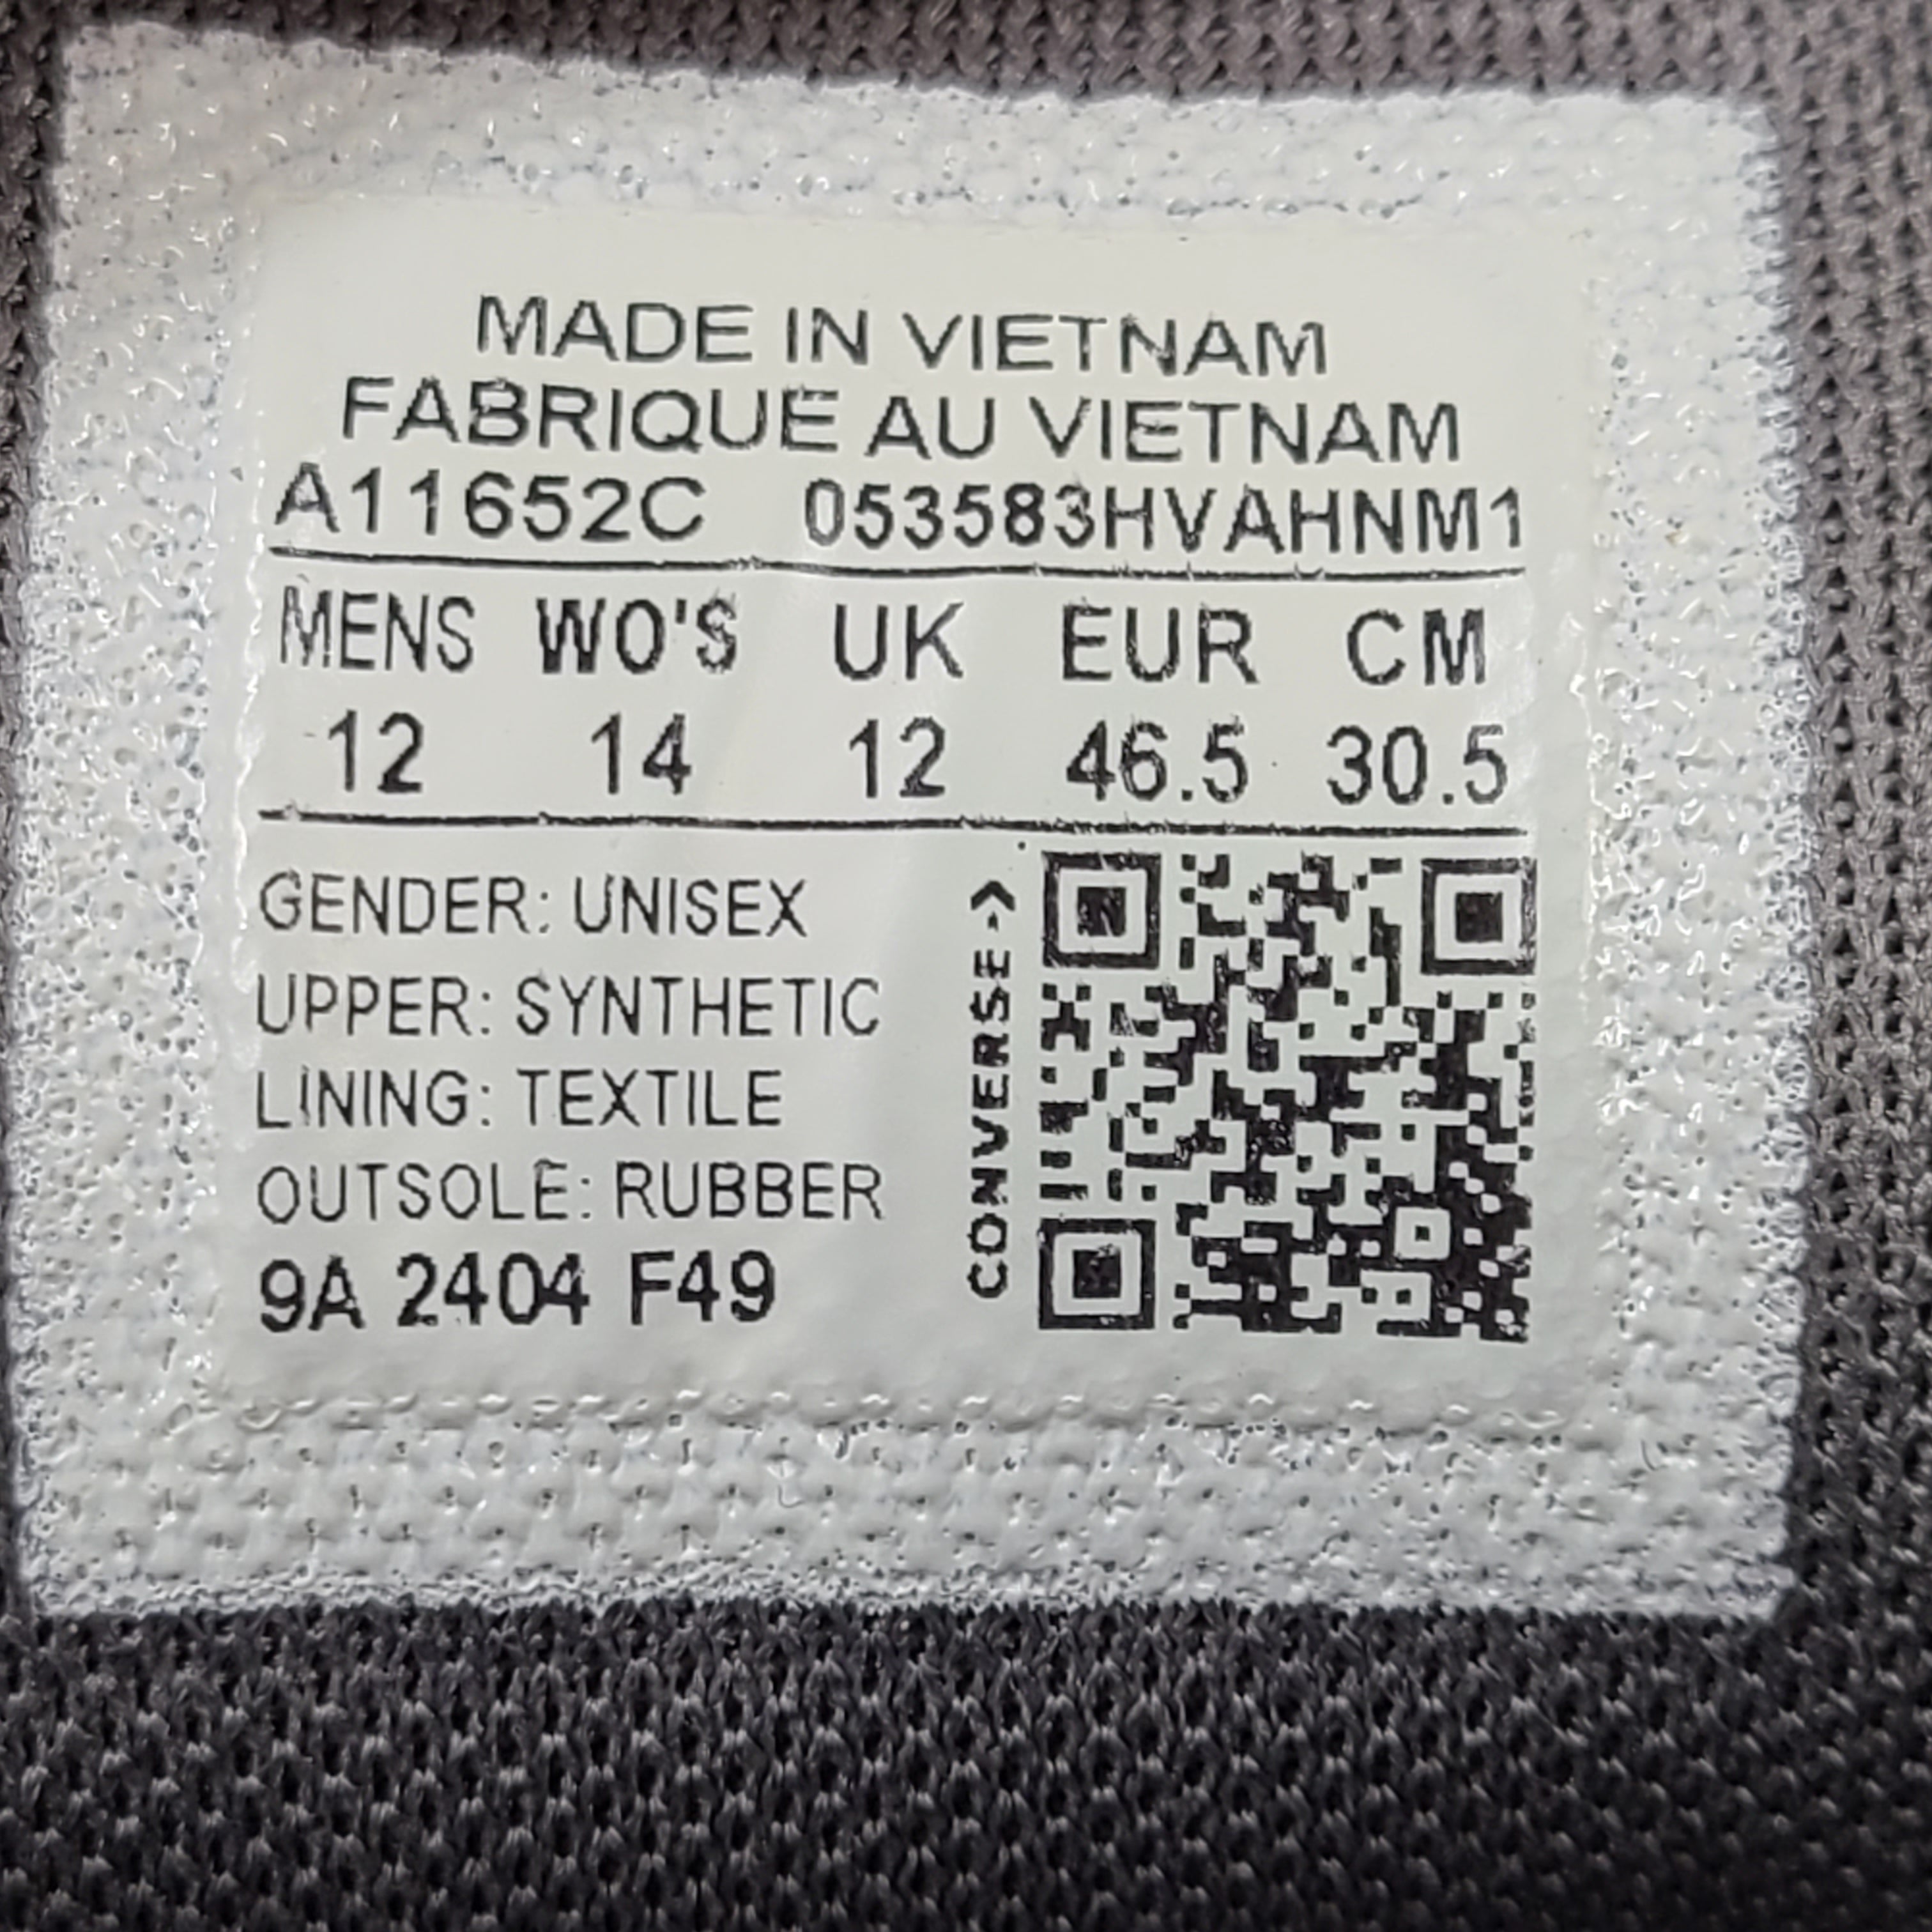 MADE IN VIETNAM
FABRIQUE AU VIETNAM
A11652C 053583HVAHNM1
MENS WO'S UK EUR CM
12 14 12 46.5 30.5
GENDER: UNISEX
UPPER: SYNTHETIC
LINING: TEXTILE
OUTSOLE: RUBBER
9A 2404 F49
CONVERSE->